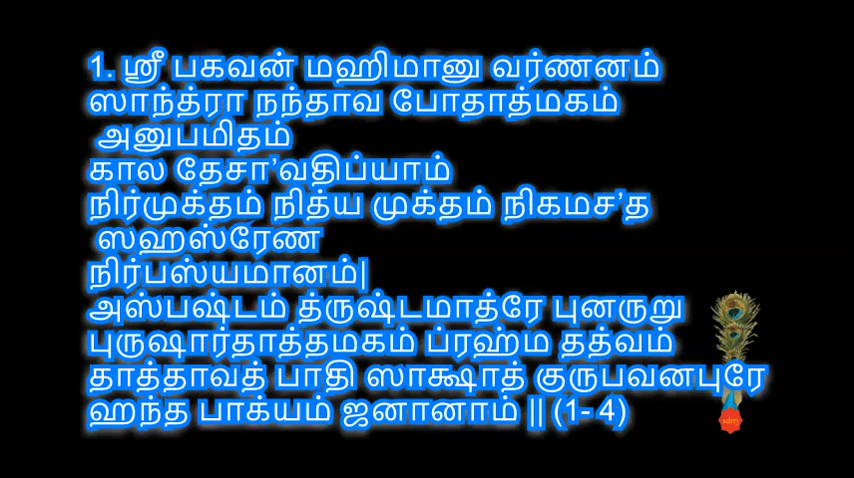 1. ஸ்ரீ பகவன் மஹிமானு வர்ணனம்
ஸாந்த்ரா நந்தாவ போதாத்மகம்
அனுபமிதம்
கால தேசா’வதிப்யாம்
நிர்முக்தம் நித்ய முக்தம் நிகமச’த
ஸஹஸ்ரேண
நிர்பஸ்யமானம்|
அஸ்பஷ்டம் த்ருஷ்டமாத்ரே புனருறு
புருஷார்தாத்தமகம் ப்ரஹ்ம தத்வம்
தாத்தாவத் பாதி ஸாக்ஷாத் குருபவனபுரே
ஹந்த பாக்யம் ஜனானாம் || (1- 4)